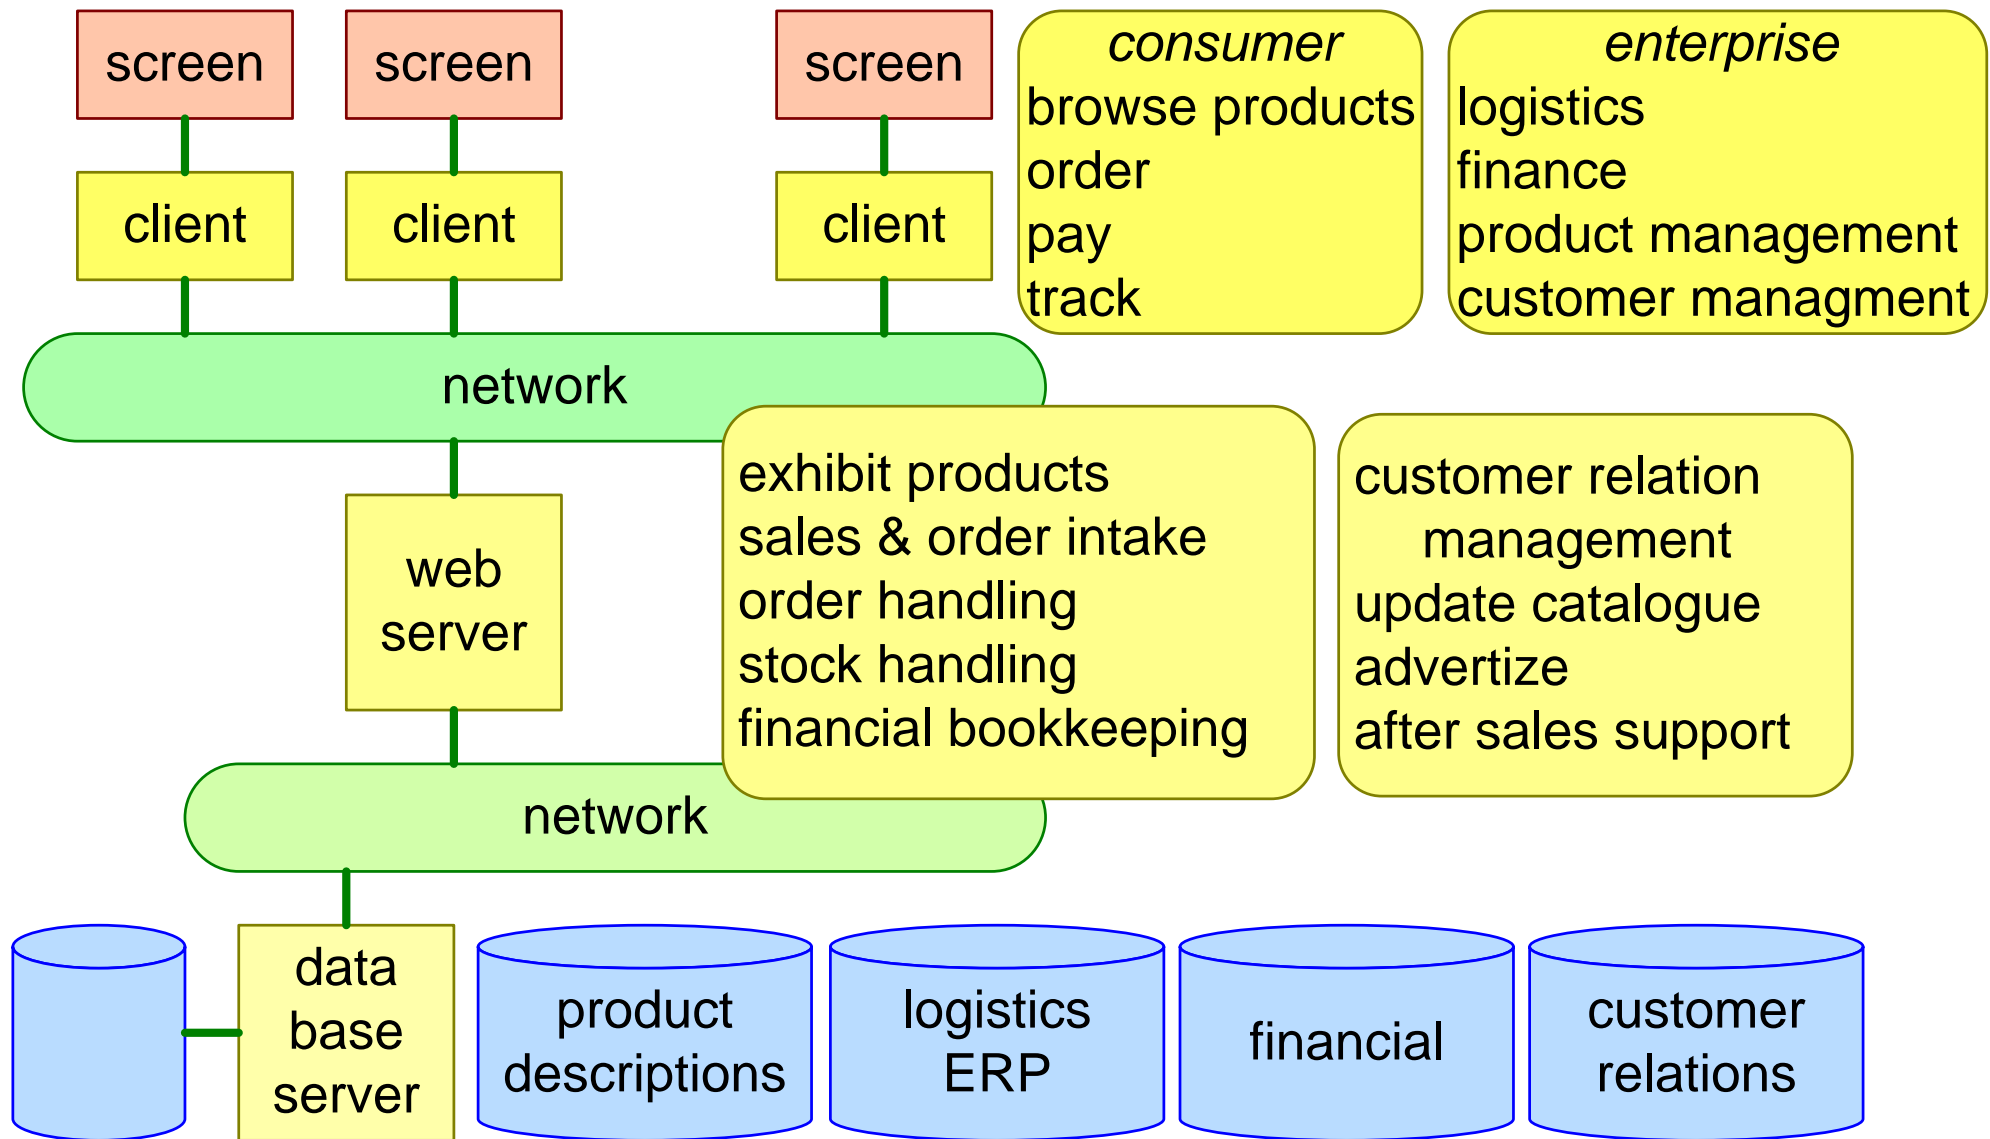 screen
screen
screen
client
client
client
consumer
browse products
order
pay
track
enterprise
logistics
finance
product management
customer managment
network
exhibit products
sales & order intake
order handling
stock handling
financial bookkeeping
customer relation
management
update catalogue
advertize
after sales support
web
server
network
data
base
server
product
descriptions
logistics
ERP
financial
customer
relations